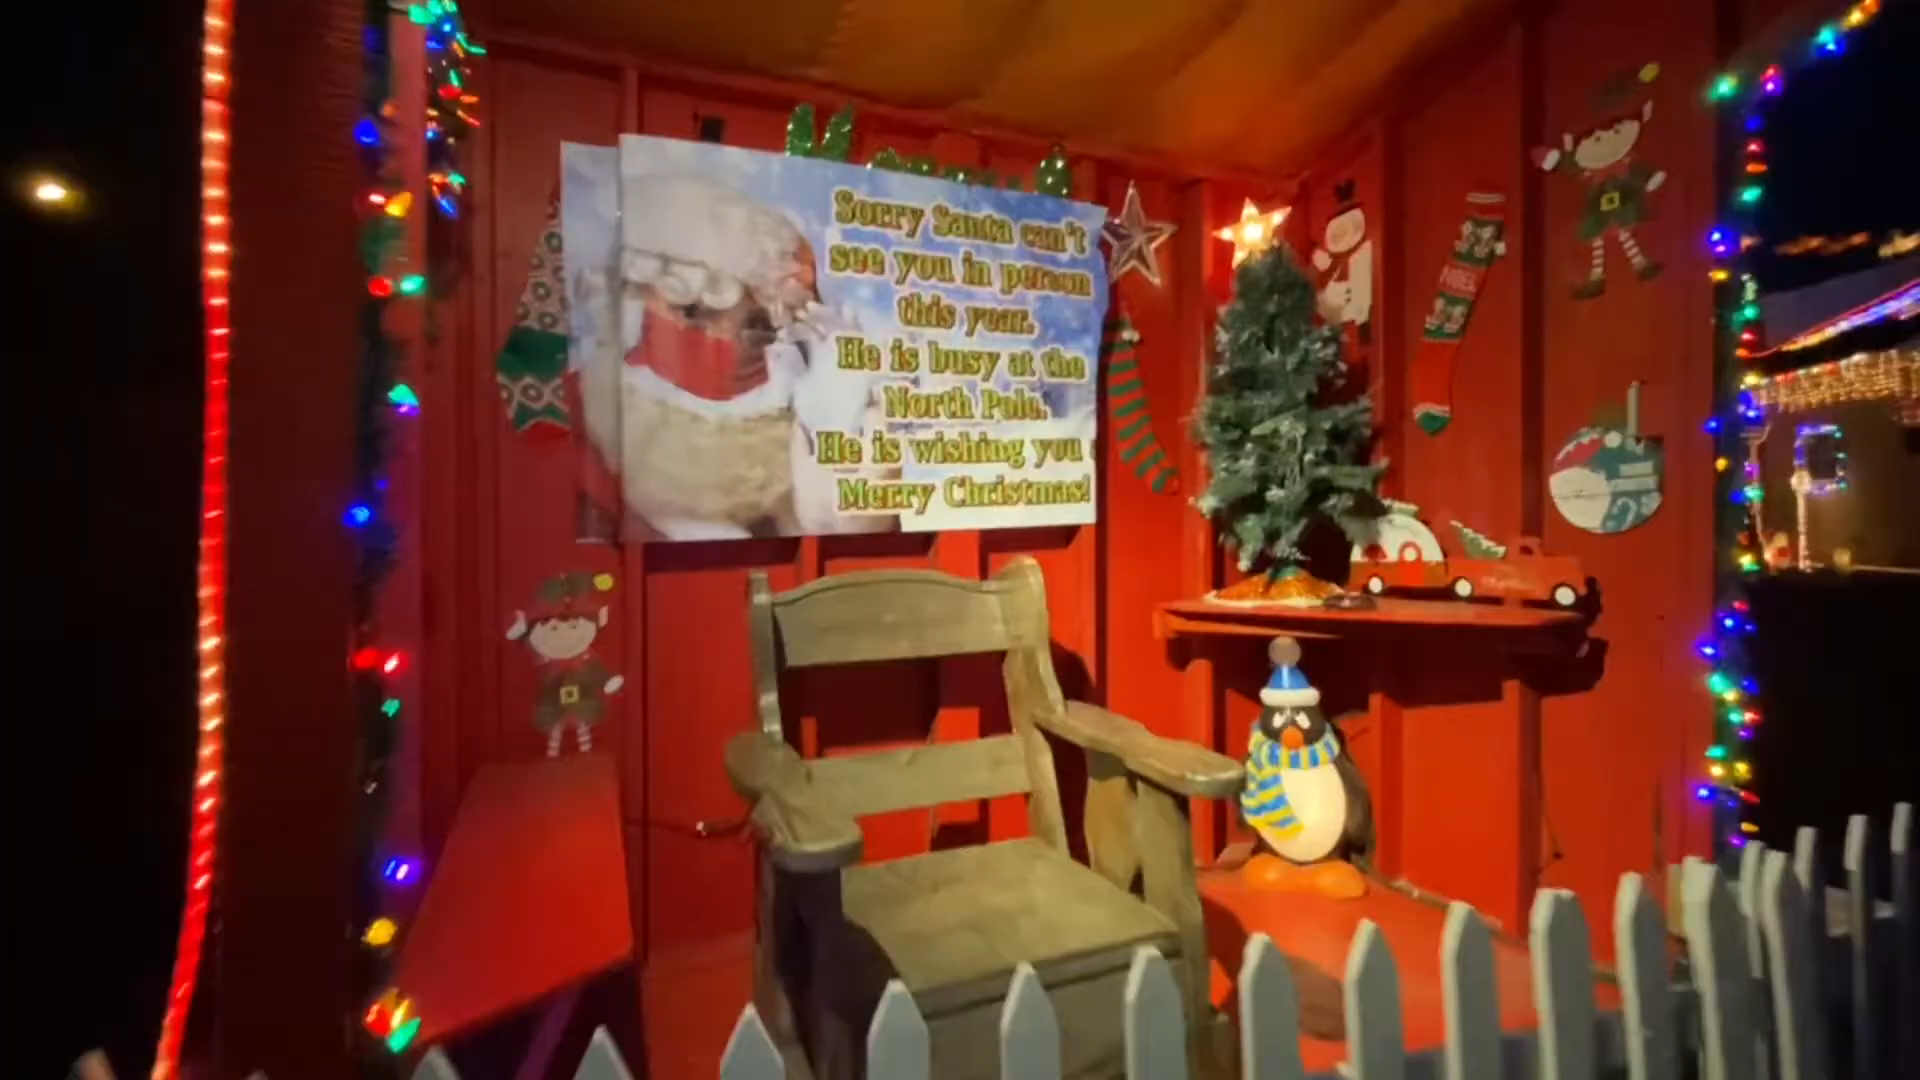 Sorry Santa can't
see you in person
this year.
He is busy at the
North Pole.
He is wishing you
Merry Christmas!
NOEL